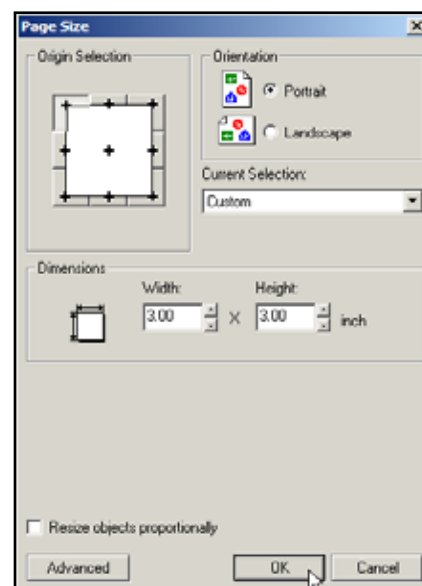 Page Size
Origin Selection
Orientation
Portrait
Landscape
Current Selection:
Custom
Dimensions
Width:
Height:
3.00
X
3.00
inch
Resize objects proportionally
Advanced
OK
Cancel